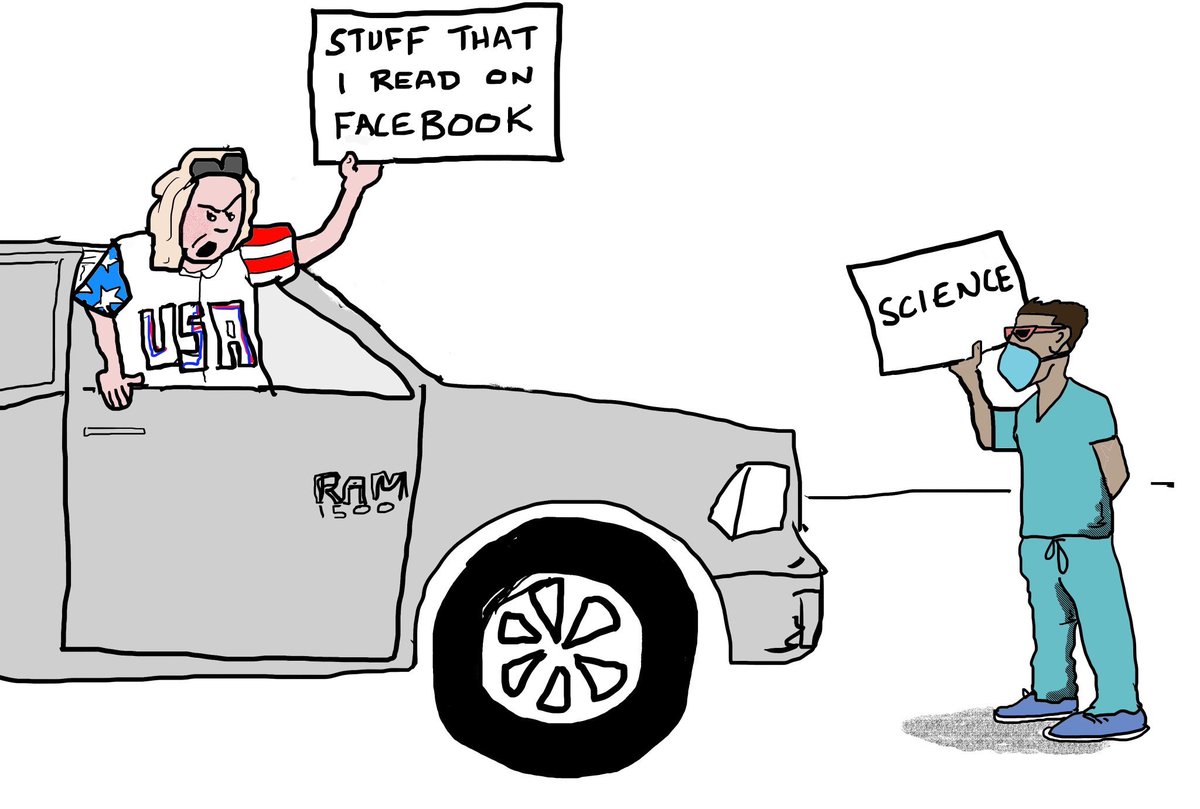 STUFF THAT
I READ ON
FACEBOOK
SCIENCE
USA
RAM
1500